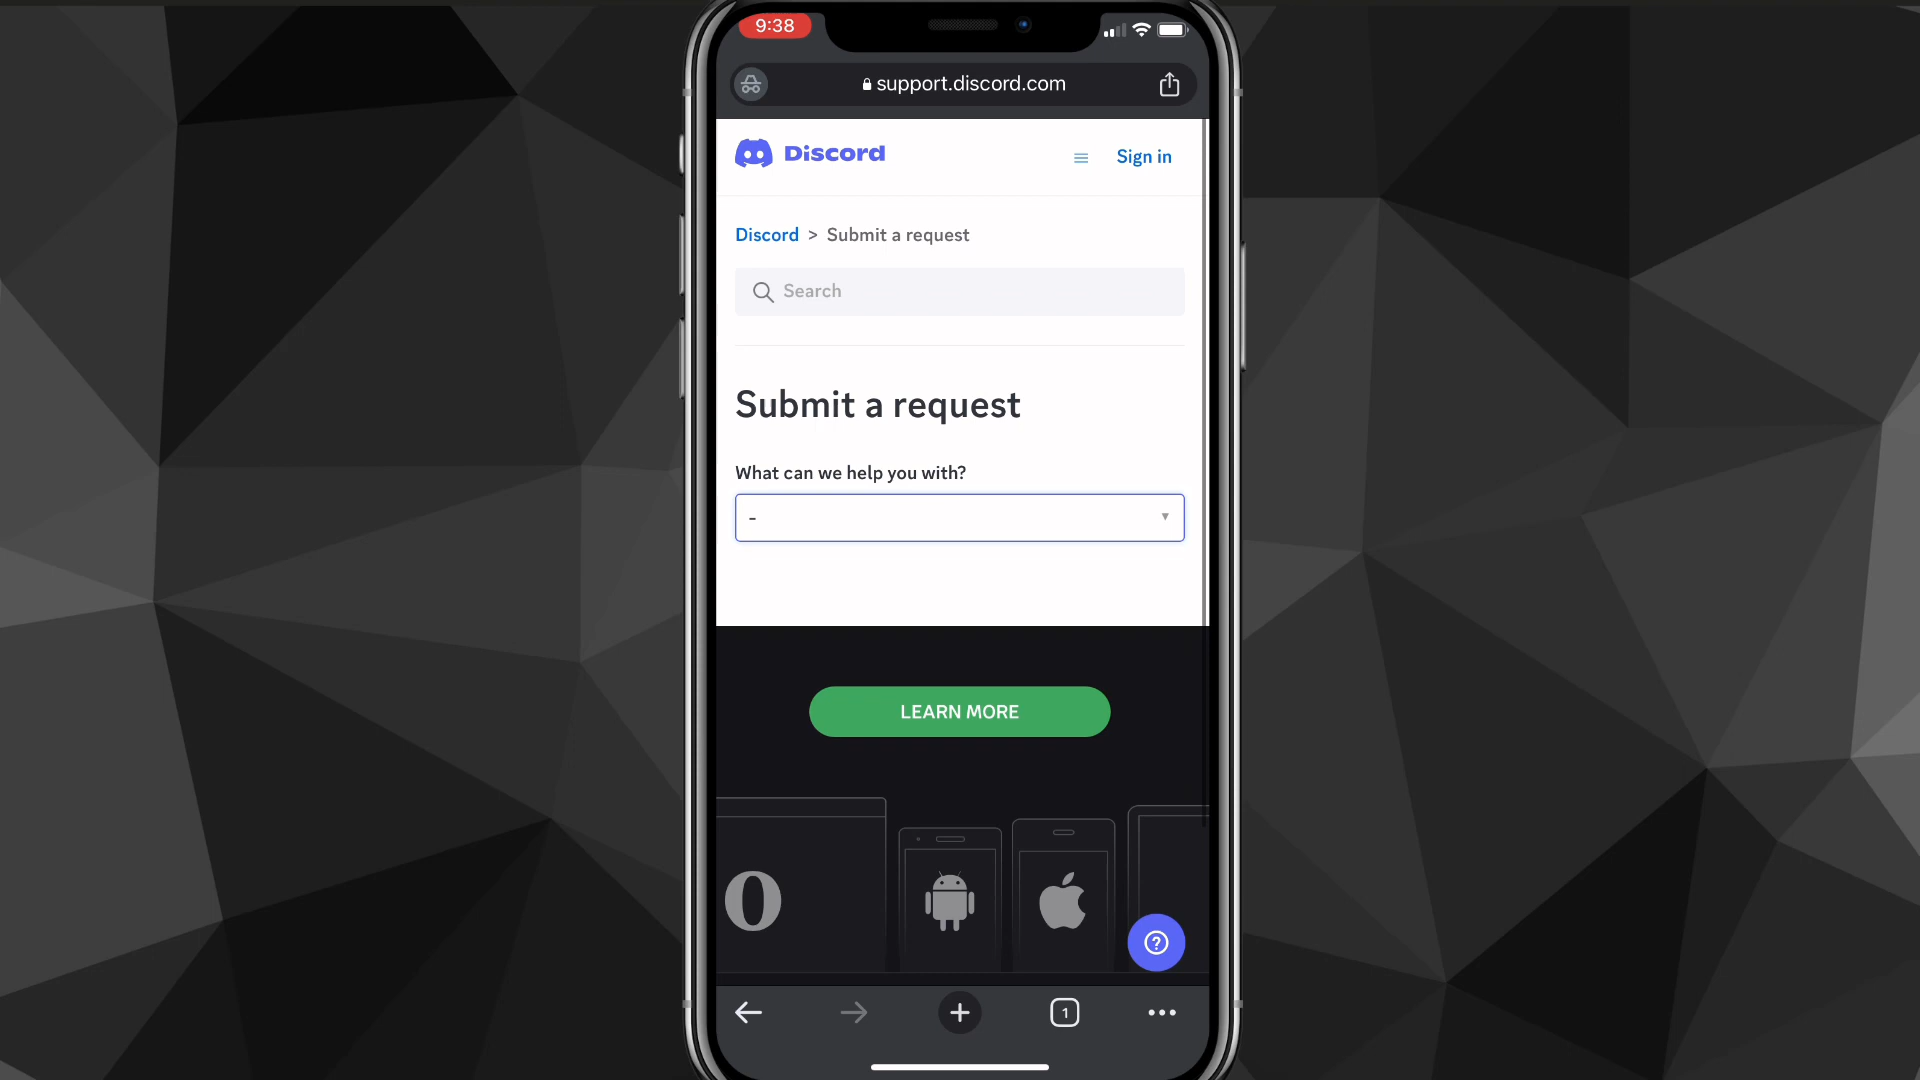 9:38
support.discord.com
Discord
Sign in
Discord > Submit a request
Search
Submit a request
What can we help you with?
-
LEARN MORE
?
1